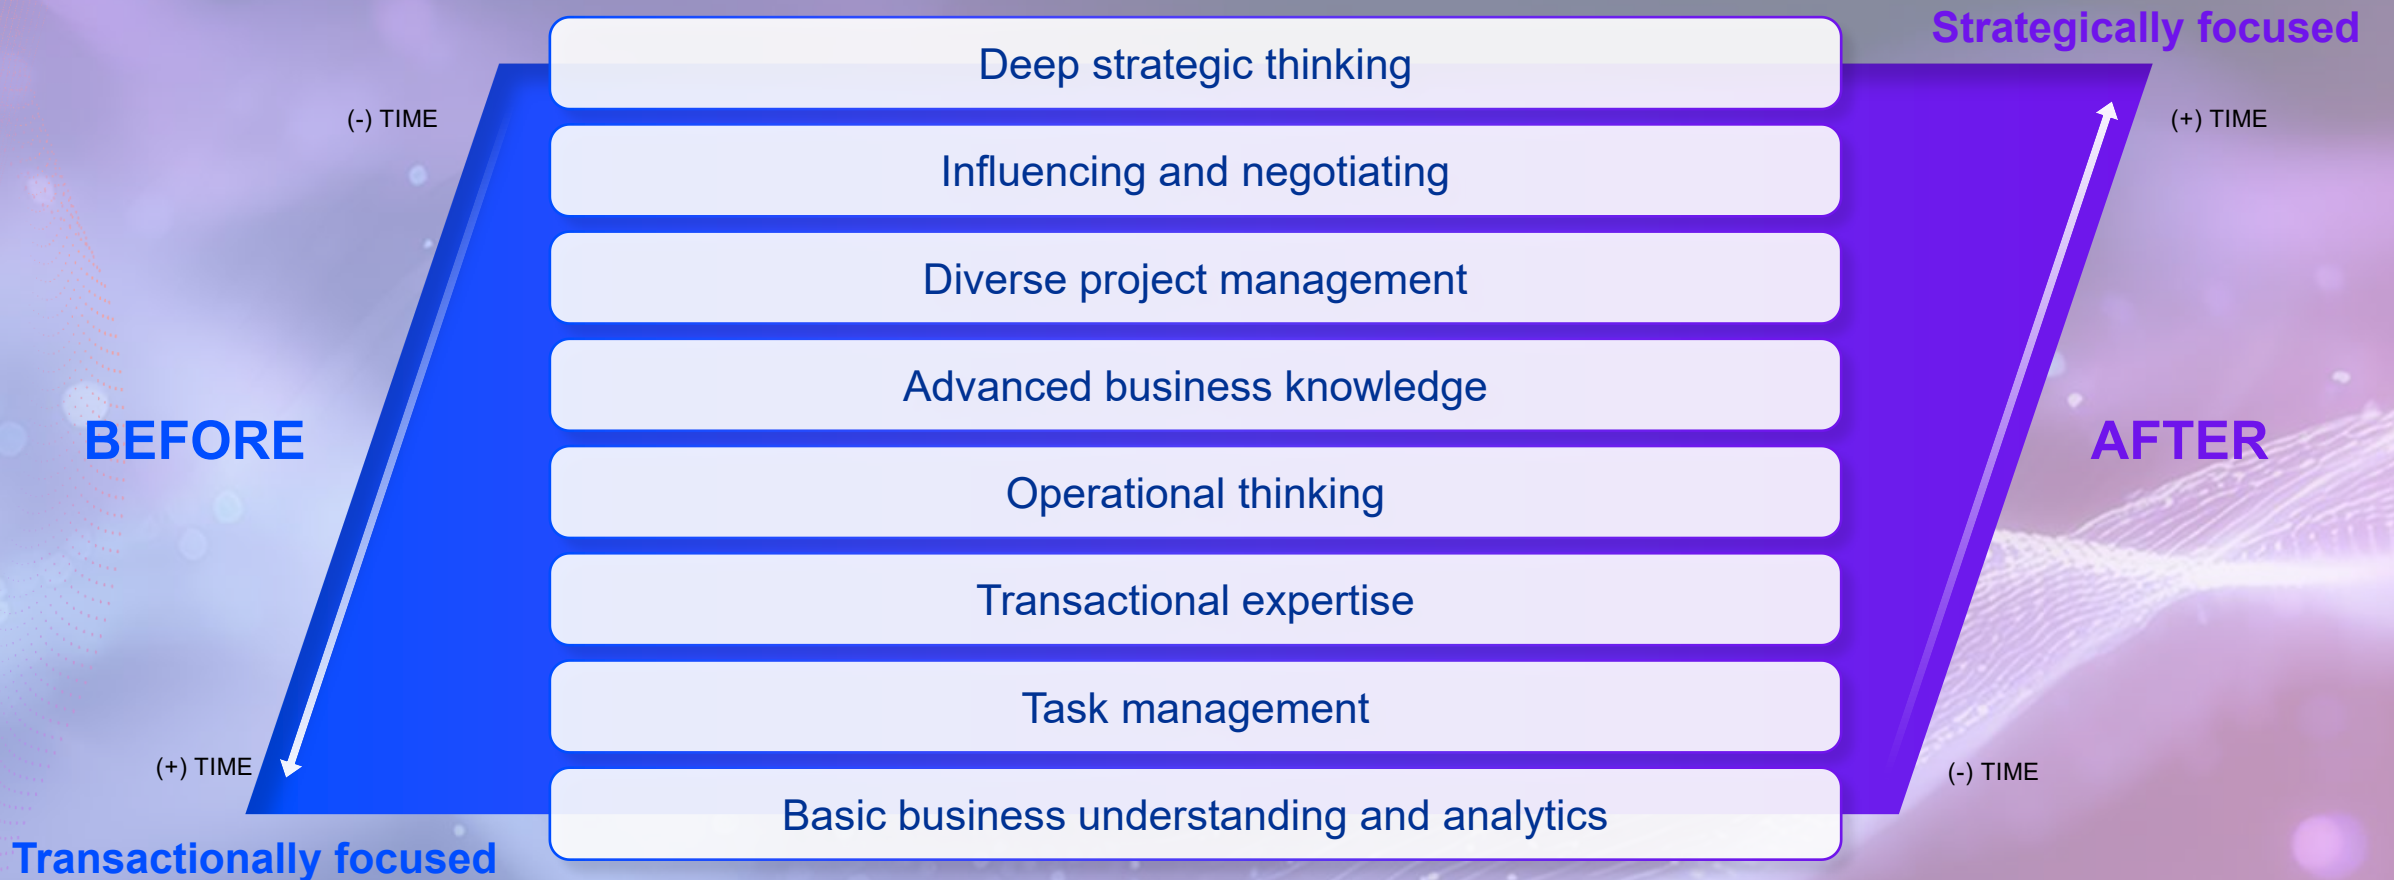 Strategically focused
Deep strategic thinking
(-) TIME
(+) TIME
Influencing and negotiating
Diverse project management
Advanced business knowledge
BEFORE
AFTER
Operational thinking
Transactional expertise
Task management
(+) TIME
(-) TIME
Basic business understanding and analytics
Transactionally focused